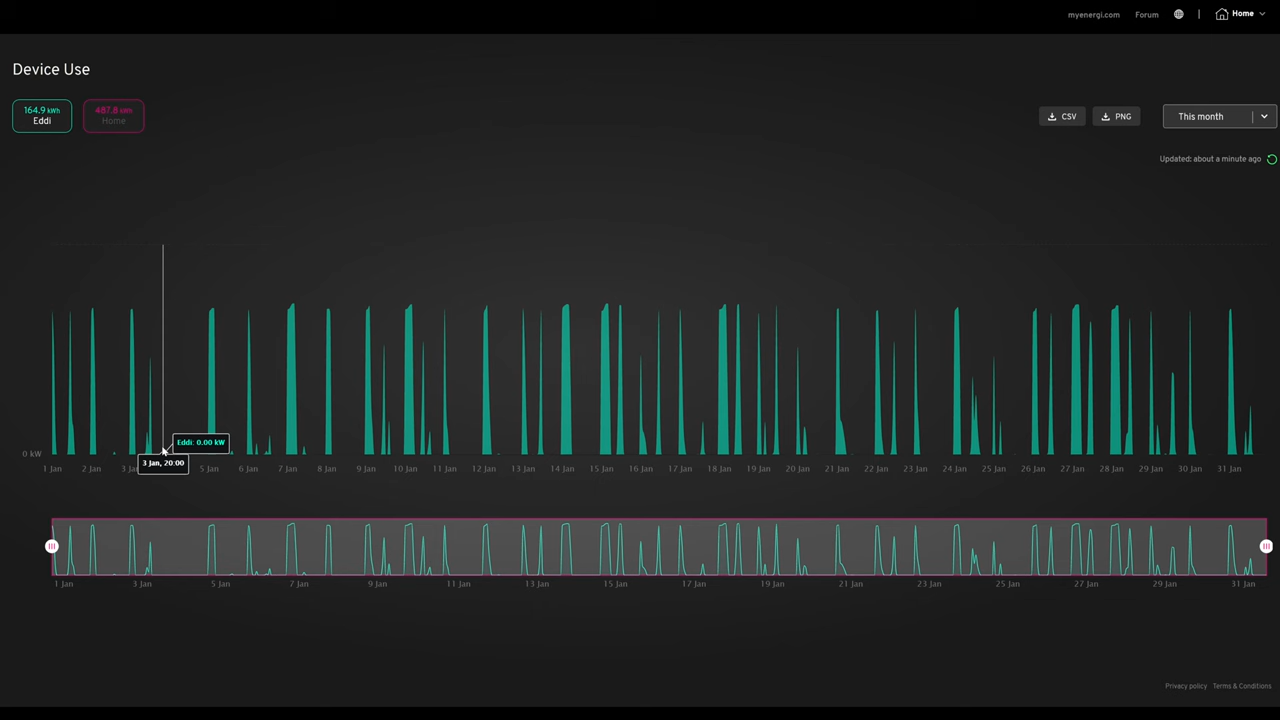 myenergi.com Forum Home
Device Use
164.9 kWh
Eddi
487.8 kWh
Home
CSV PNG This month
Updated: about a minute ago
Eddi: 0.00 kW
0 kW
3 Jan, 20:00
1 Jan 2 Jan 5 Jan 6 Jan 7 Jan 8 Jan 9 Jan 10 Jan 11 Jan 12 Jan 13 Jan 14 Jan 15 Jan 16 Jan 17 Jan 18 Jan 19 Jan 20 Jan 21 Jan 22 Jan 23 Jan 24 Jan 25 Jan 26 Jan 27 Jan 28 Jan 29 Jan 30 Jan 31 Jan
1 Jan 3 Jan 5 Jan 7 Jan 9 Jan 11 Jan 13 Jan 15 Jan 17 Jan 19 Jan 21 Jan 23 Jan 25 Jan 27 Jan 29 Jan 31 Jan
Privacy policy Terms & Conditions